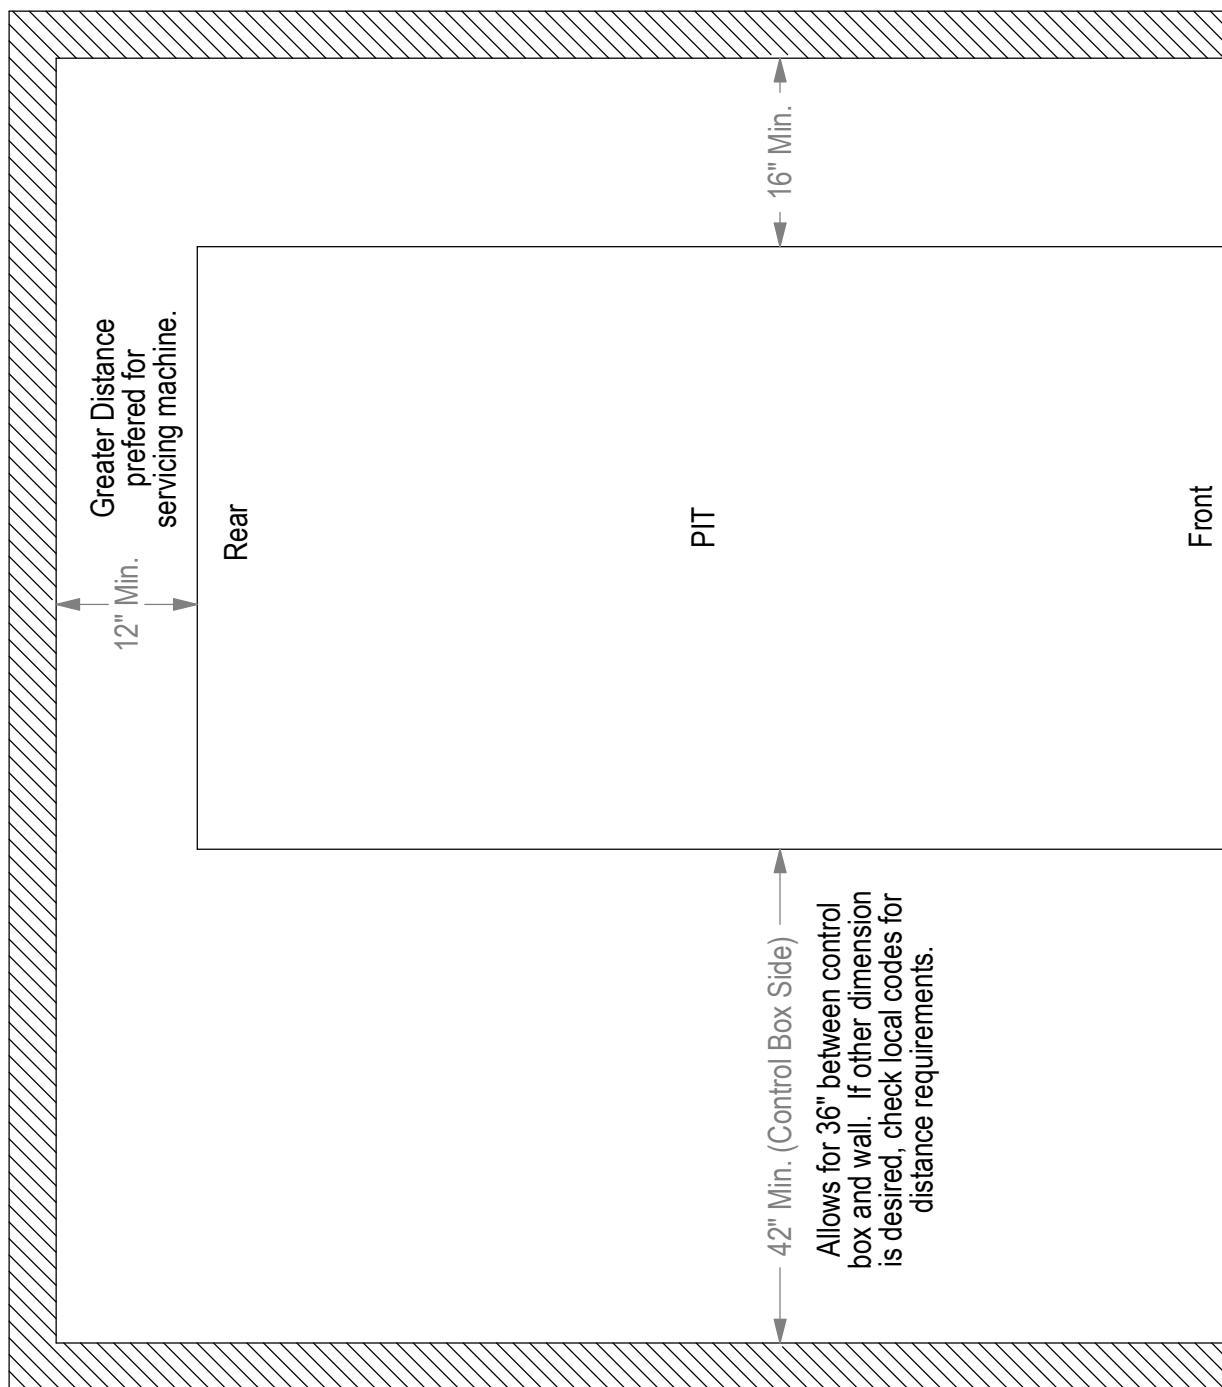 12" Min.
Greater Distance
prefered for
servicing machine.
Rear
PIT
42" Min. (Control Box Side)
16" Min.
Allows for 36" between control
box and wall.  If other dimension
is desired, check local codes for
distance requirements.
Front